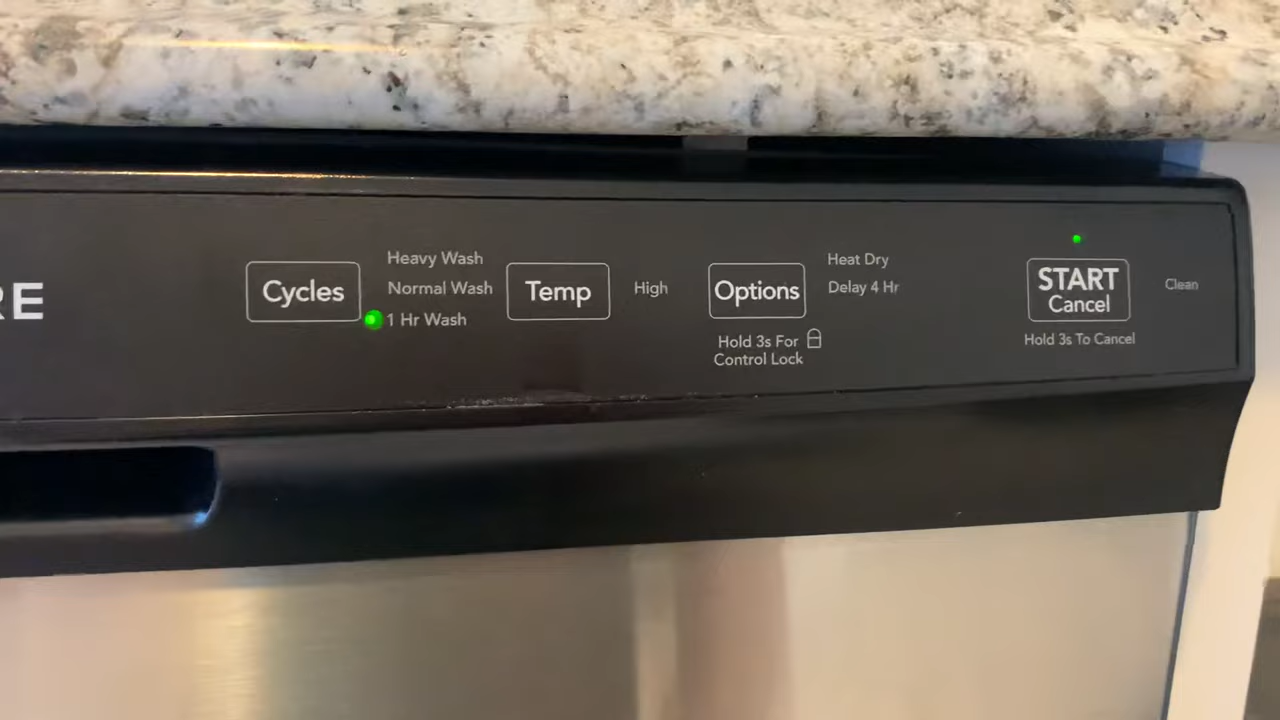 RE
Cycles
Heavy Wash
Normal Wash
1 Hr Wash
Temp
High
Options
Hold 3s For
Control Lock
Heat Dry
Delay 4 Hr
START
Cancel
Hold 3s To Cancel
Clean